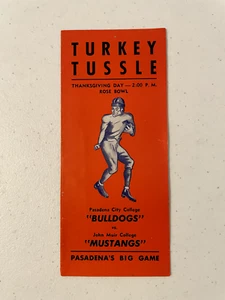 TURKEY
TUSSLE
THANKSGIVING DAY — 2:00 P. M.
ROSE BOWL
Pasadena City College
"BULLDOGS"
vs
John Muir College
"MUSTANGS"
PASADENA'S BIG GAME